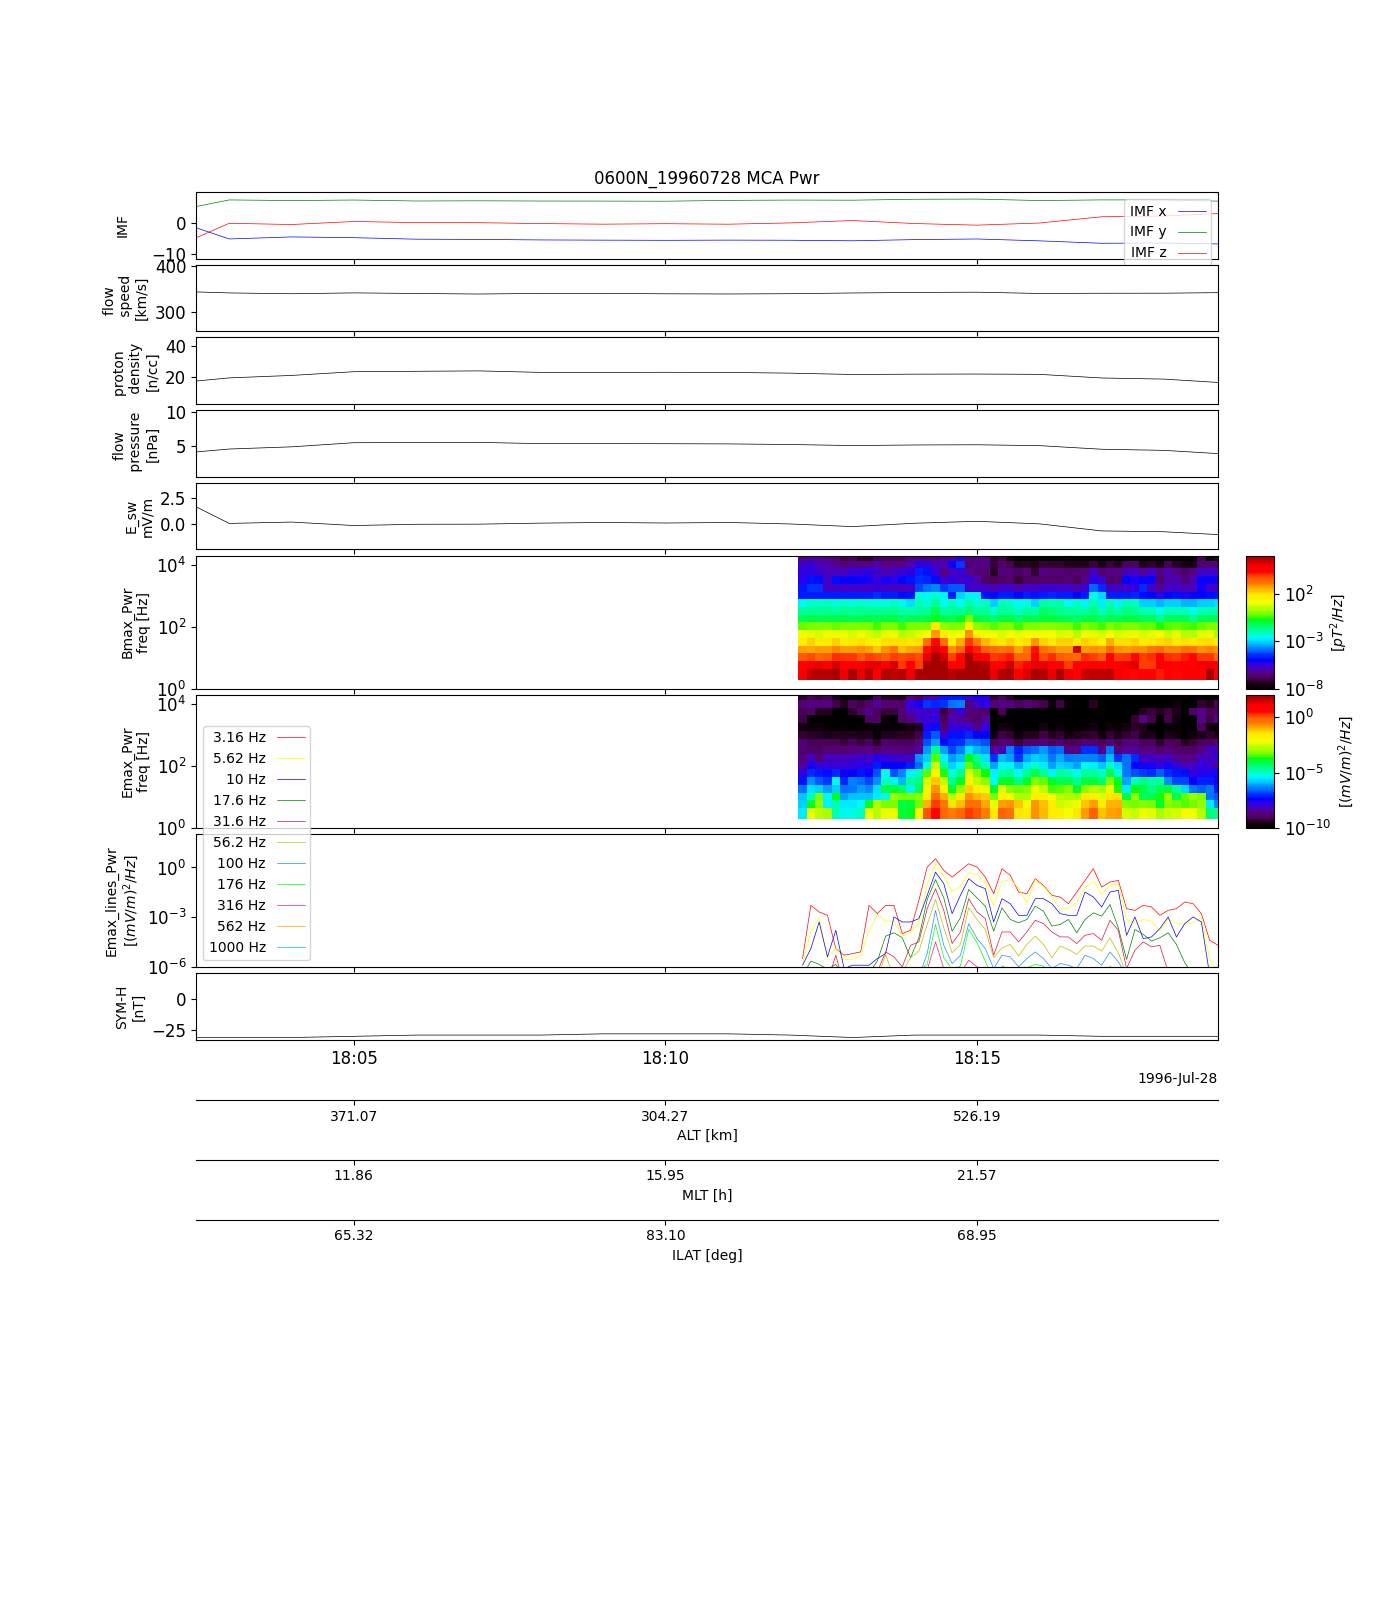 0600N_19960728 MCA Pwr
IMF
0
−10
IMF x
IMF y
IMF z
flow
speed
[km/s]
400
300
proton
density
[n/cc]
40
20
flow
pressure
[nPa]
10
5
E_sw
mV/m
2.5
0.0
Bmax_Pwr
freq [Hz]
10^4
10^2
10^0
10^2
10^−3
10^−8
[pT^2/Hz]
Emax_Pwr
freq [Hz]
10^4
10^2
10^0
10^0
10^−5
10^−10
[(mV/m)^2/Hz]
3.16 Hz
5.62 Hz
10 Hz
17.6 Hz
31.6 Hz
56.2 Hz
100 Hz
176 Hz
316 Hz
562 Hz
1000 Hz
Emax_lines_Pwr
[(mV/m)^2/Hz]
10^0
10^−3
10^−6
SYM-H
[nT]
0
−25
18:05 18:10 18:15
1996-Jul-28
371.07 304.27 526.19
ALT [km]
11.86 15.95 21.57
MLT [h]
65.32 83.10 68.95
ILAT [deg]